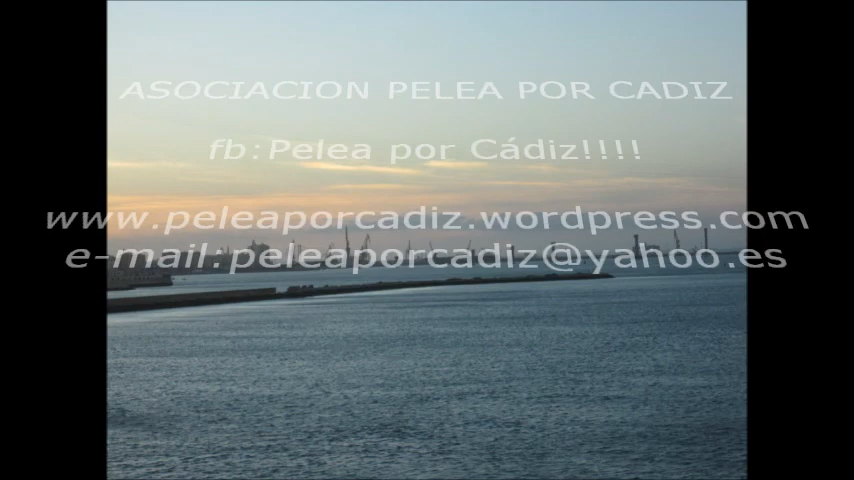 ASOCIACION PELEA POR CADIZ
fb:Pelea por Cádiz!!!!
www.peleaporcadiz.wordpress.com
e-mail:peleaporcadiz@yahoo.es